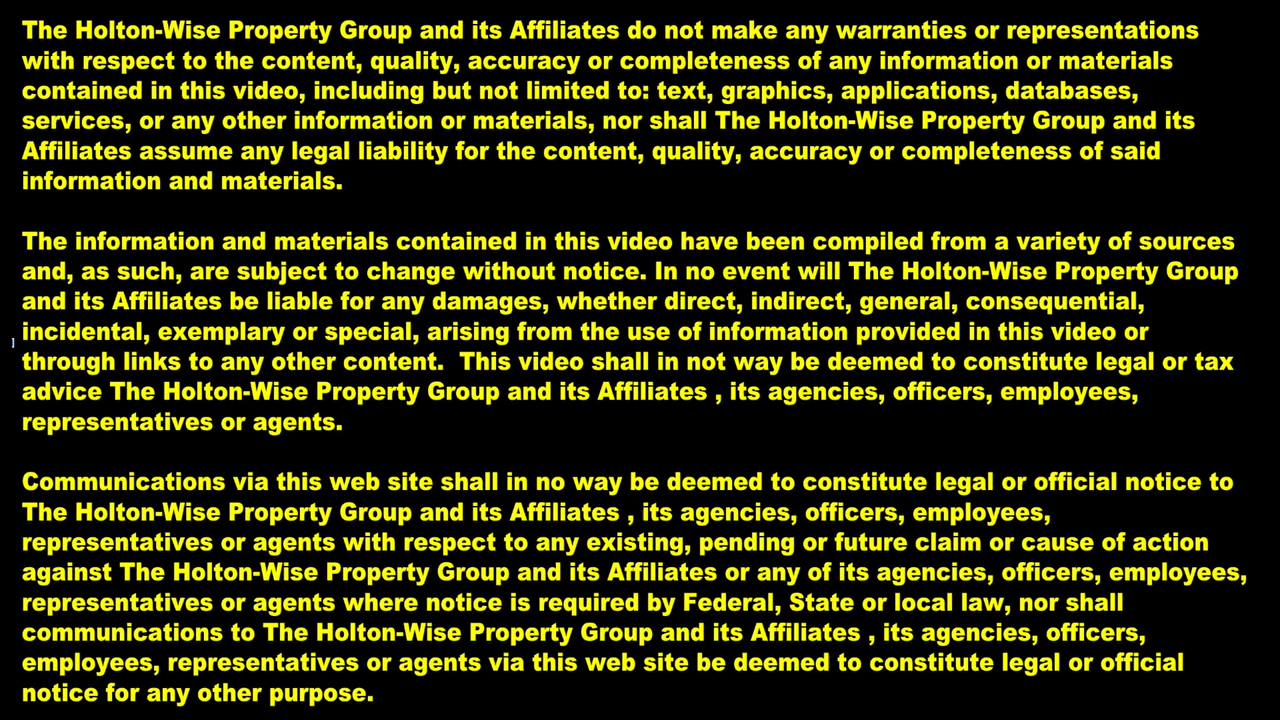 The Holton-Wise Property Group and its Affiliates do not make any warranties or representations
with respect to the content, quality, accuracy or completeness of any information or materials
contained in this video, including but not limited to: text, graphics, applications, databases,
services, or any other information or materials, nor shall The Holton-Wise Property Group and its
Affiliates assume any legal liability for the content, quality, accuracy or completeness of said
information and materials.
The information and materials contained in this video have been compiled from a variety of sources
and, as such, are subject to change without notice. In no event will The Holton-Wise Property Group
and its Affiliates be liable for any damages, whether direct, indirect, general, consequential,
incidental, exemplary or special, arising from the use of information provided in this video or
through links to any other content.  This video shall in not way be deemed to constitute legal or tax
advice The Holton-Wise Property Group and its Affiliates , its agencies, officers, employees,
representatives or agents.
Communications via this web site shall in no way be deemed to constitute legal or official notice to
The Holton-Wise Property Group and its Affiliates , its agencies, officers, employees,
representatives or agents with respect to any existing, pending or future claim or cause of action
against The Holton-Wise Property Group and its Affiliates or any of its agencies, officers, employees,
representatives or agents where notice is required by Federal, State or local law, nor shall
communications to The Holton-Wise Property Group and its Affiliates , its agencies, officers,
employees, representatives or agents via this web site be deemed to constitute legal or official
notice for any other purpose.